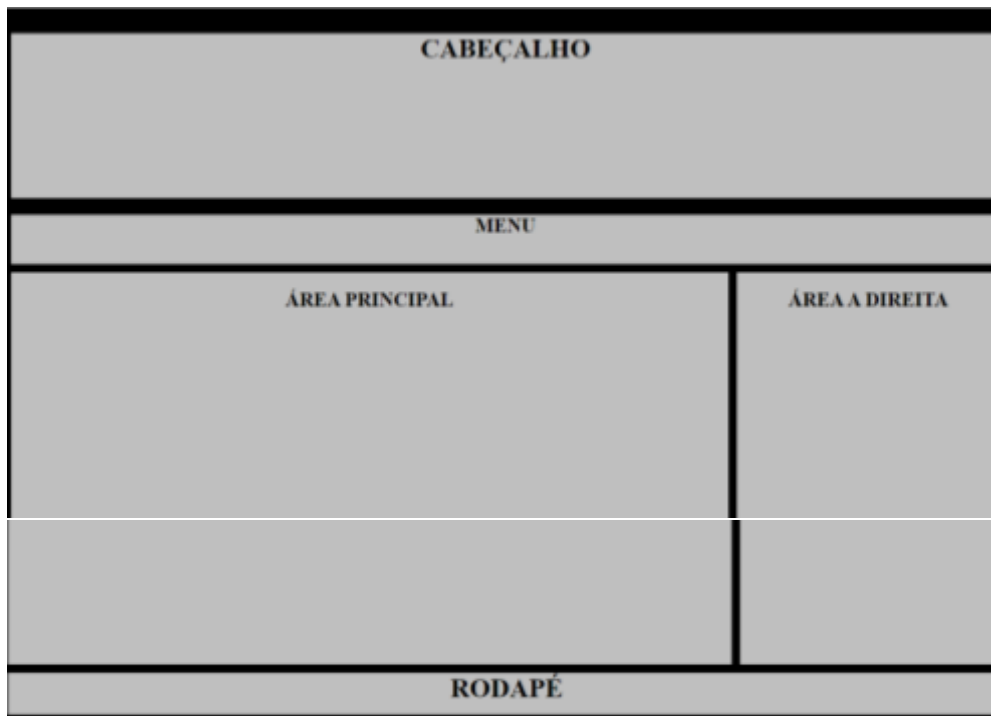 CABEÇALHO
MENU
ÁREA PRINCIPAL
ÁREA A DIREITA
RODAPÉ